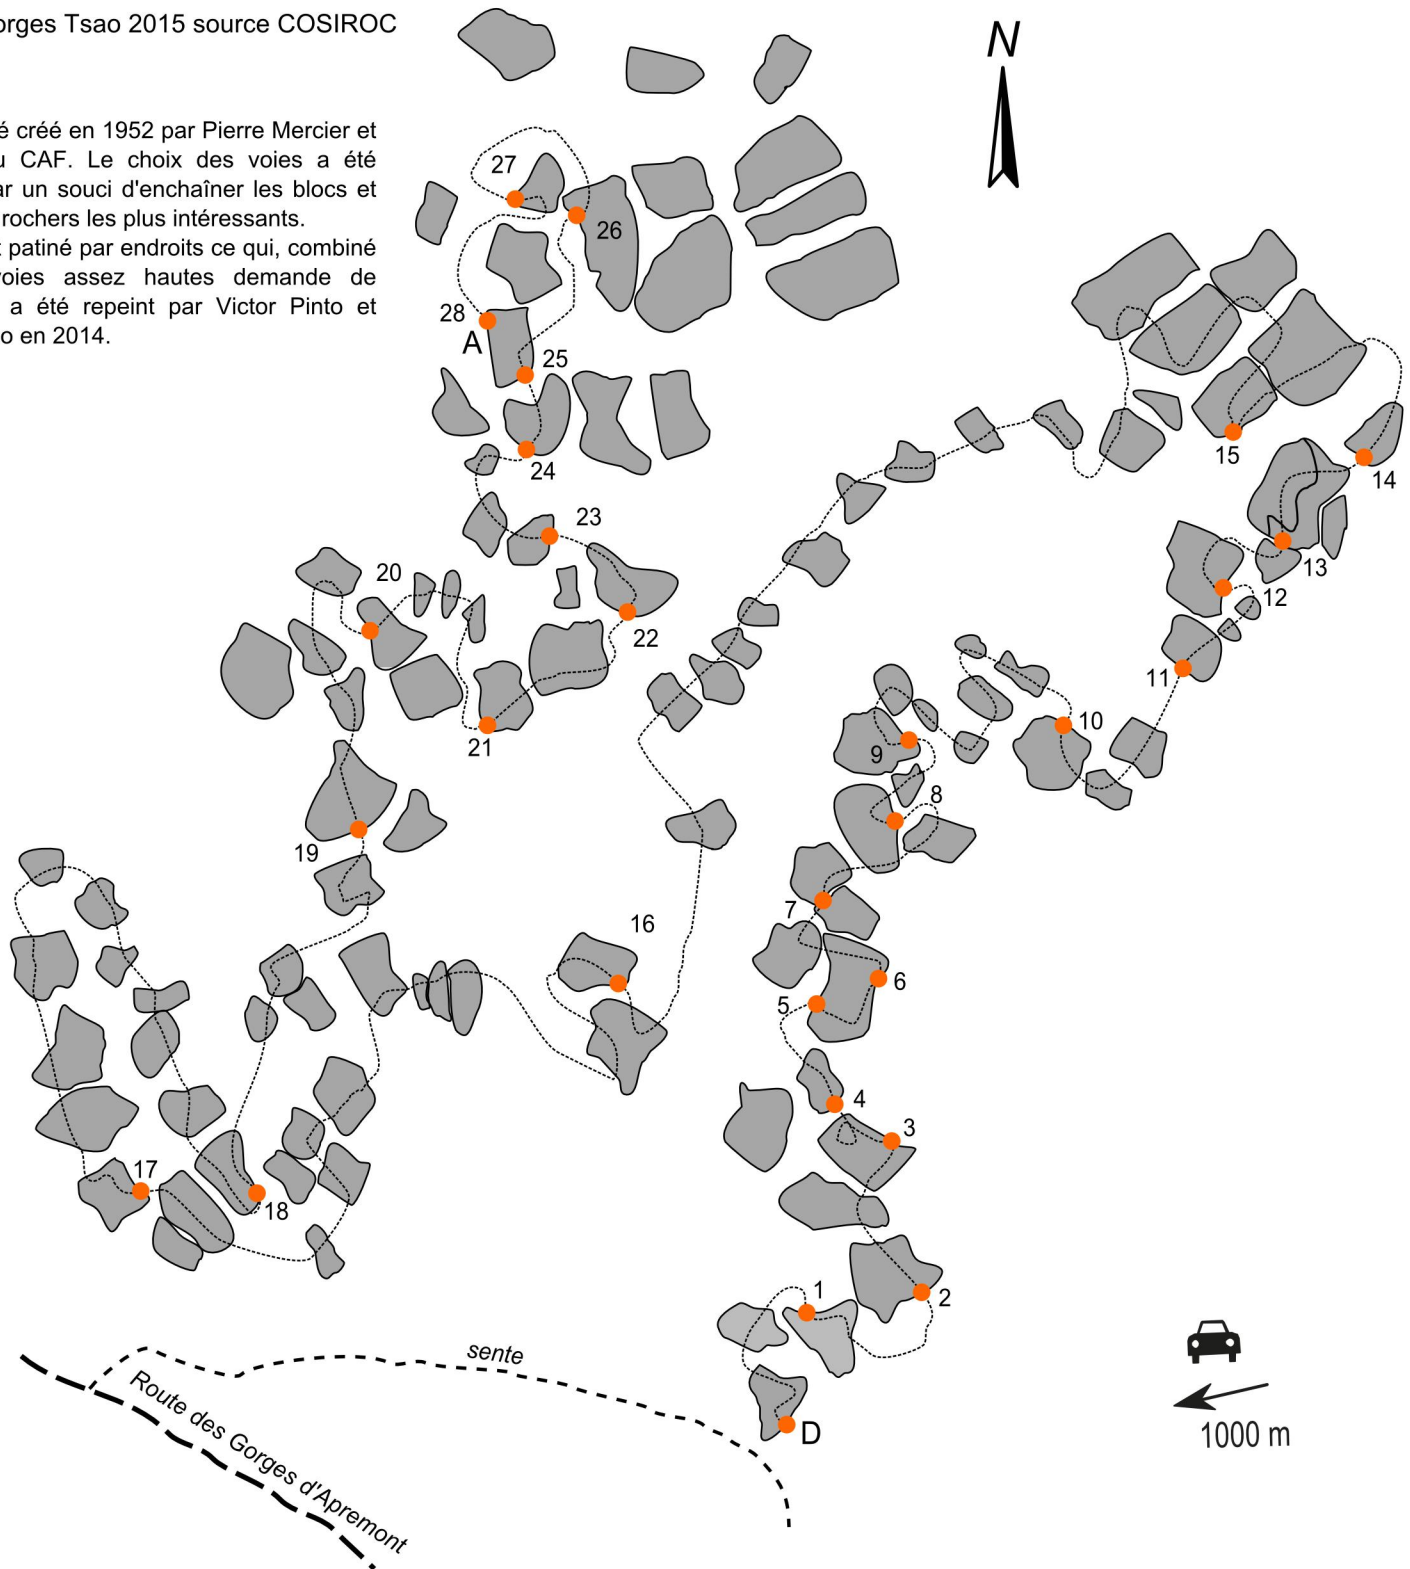 orges Tsao 2015 source COSIROC
é créé en 1952 par Pierre Mercier et
u CAF. Le choix des voies a été
ar un souci d'enchaîner les blocs et
rochers les plus intéressants.
t patiné par endroits ce qui, combiné
voies assez hautes demande de
a été repeint par Victor Pinto et
o en 2014.
N
27
26
28
A
25
24
23
22
20
21
19
15
14
13
12
11
10
9
8
7
16
6
5
4
3
17
18
1
2
sente
Route des Gorges d'Apremont
D
1000 m